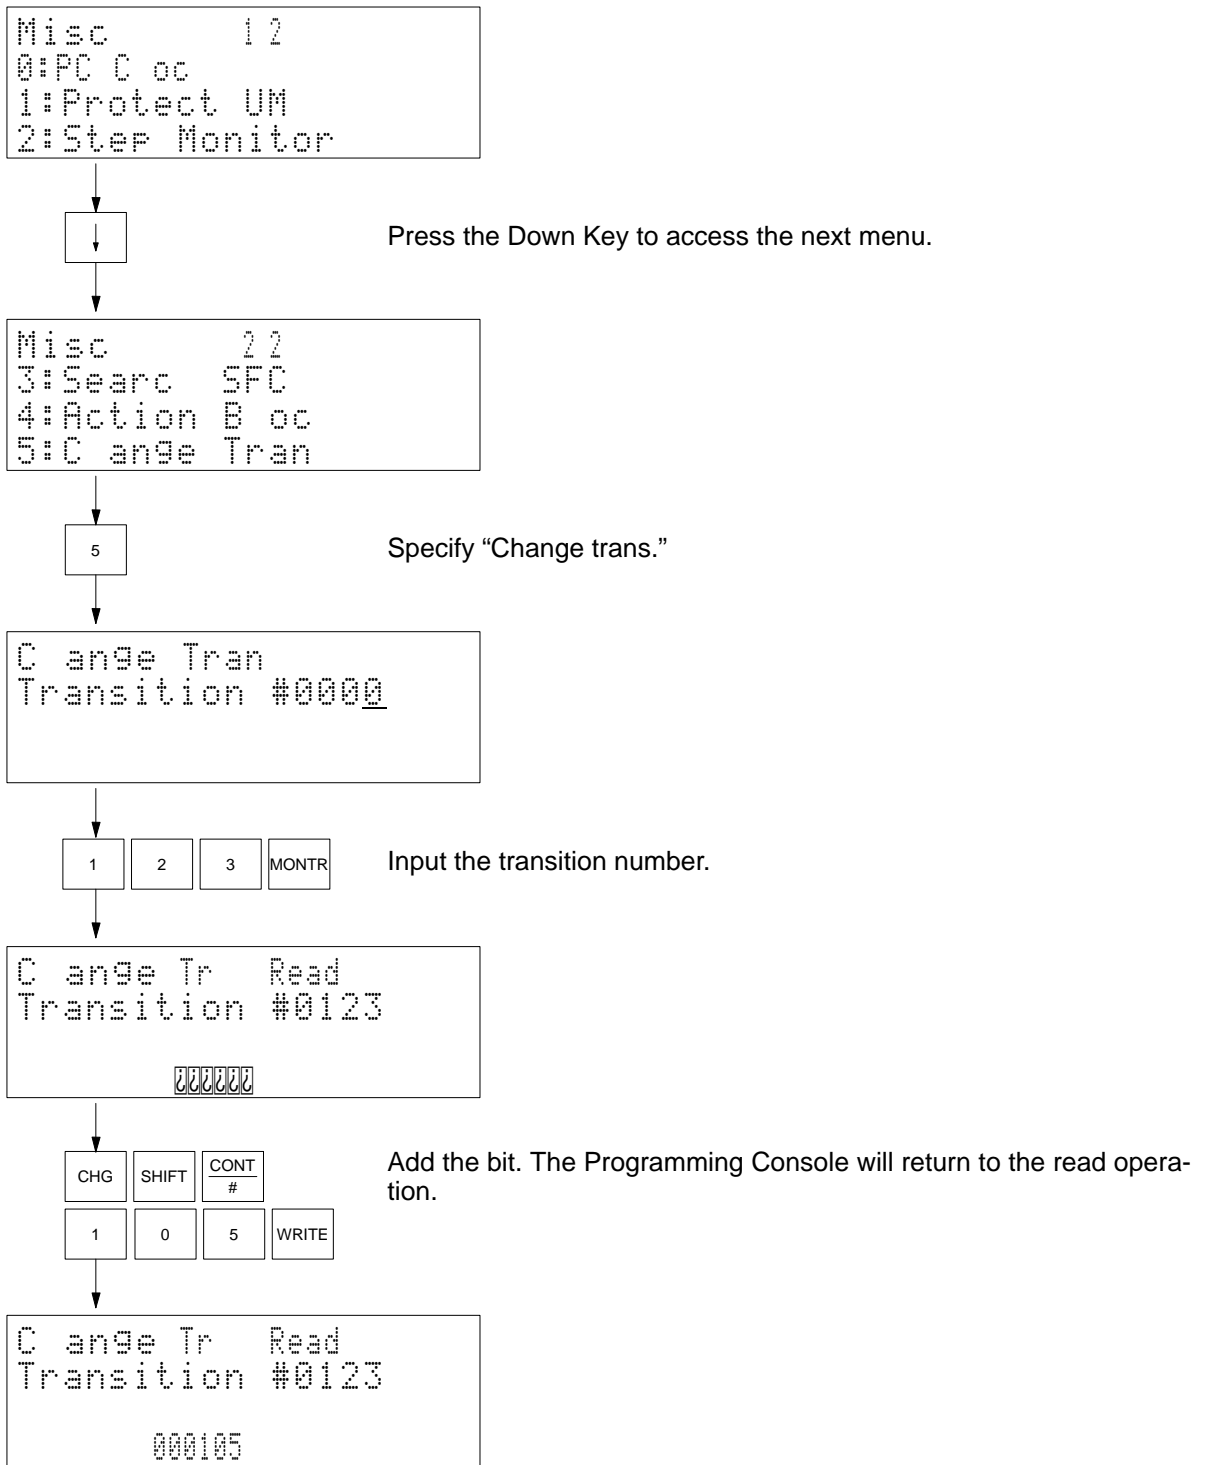 Misc 1 2
0:PC C oc
1:Protect UM
2:Step Monitor
↓
Press the Down Key to access the next menu.
Misc 2 2
3:Searc SFC
4:Action B oc
5:C ange Tran
5
Specify “Change trans.”
C ange Tran
Transition #0000
1 2 3 MONTR
Input the transition number.
C ange Tr Read
Transition #0123
¿¿¿¿¿¿
CHG SHIFT CONT
#
Add the bit. The Programming Console will return to the read opera-
tion.
1 0 5 WRITE
C ange Tr Read
Transition #0123
000105